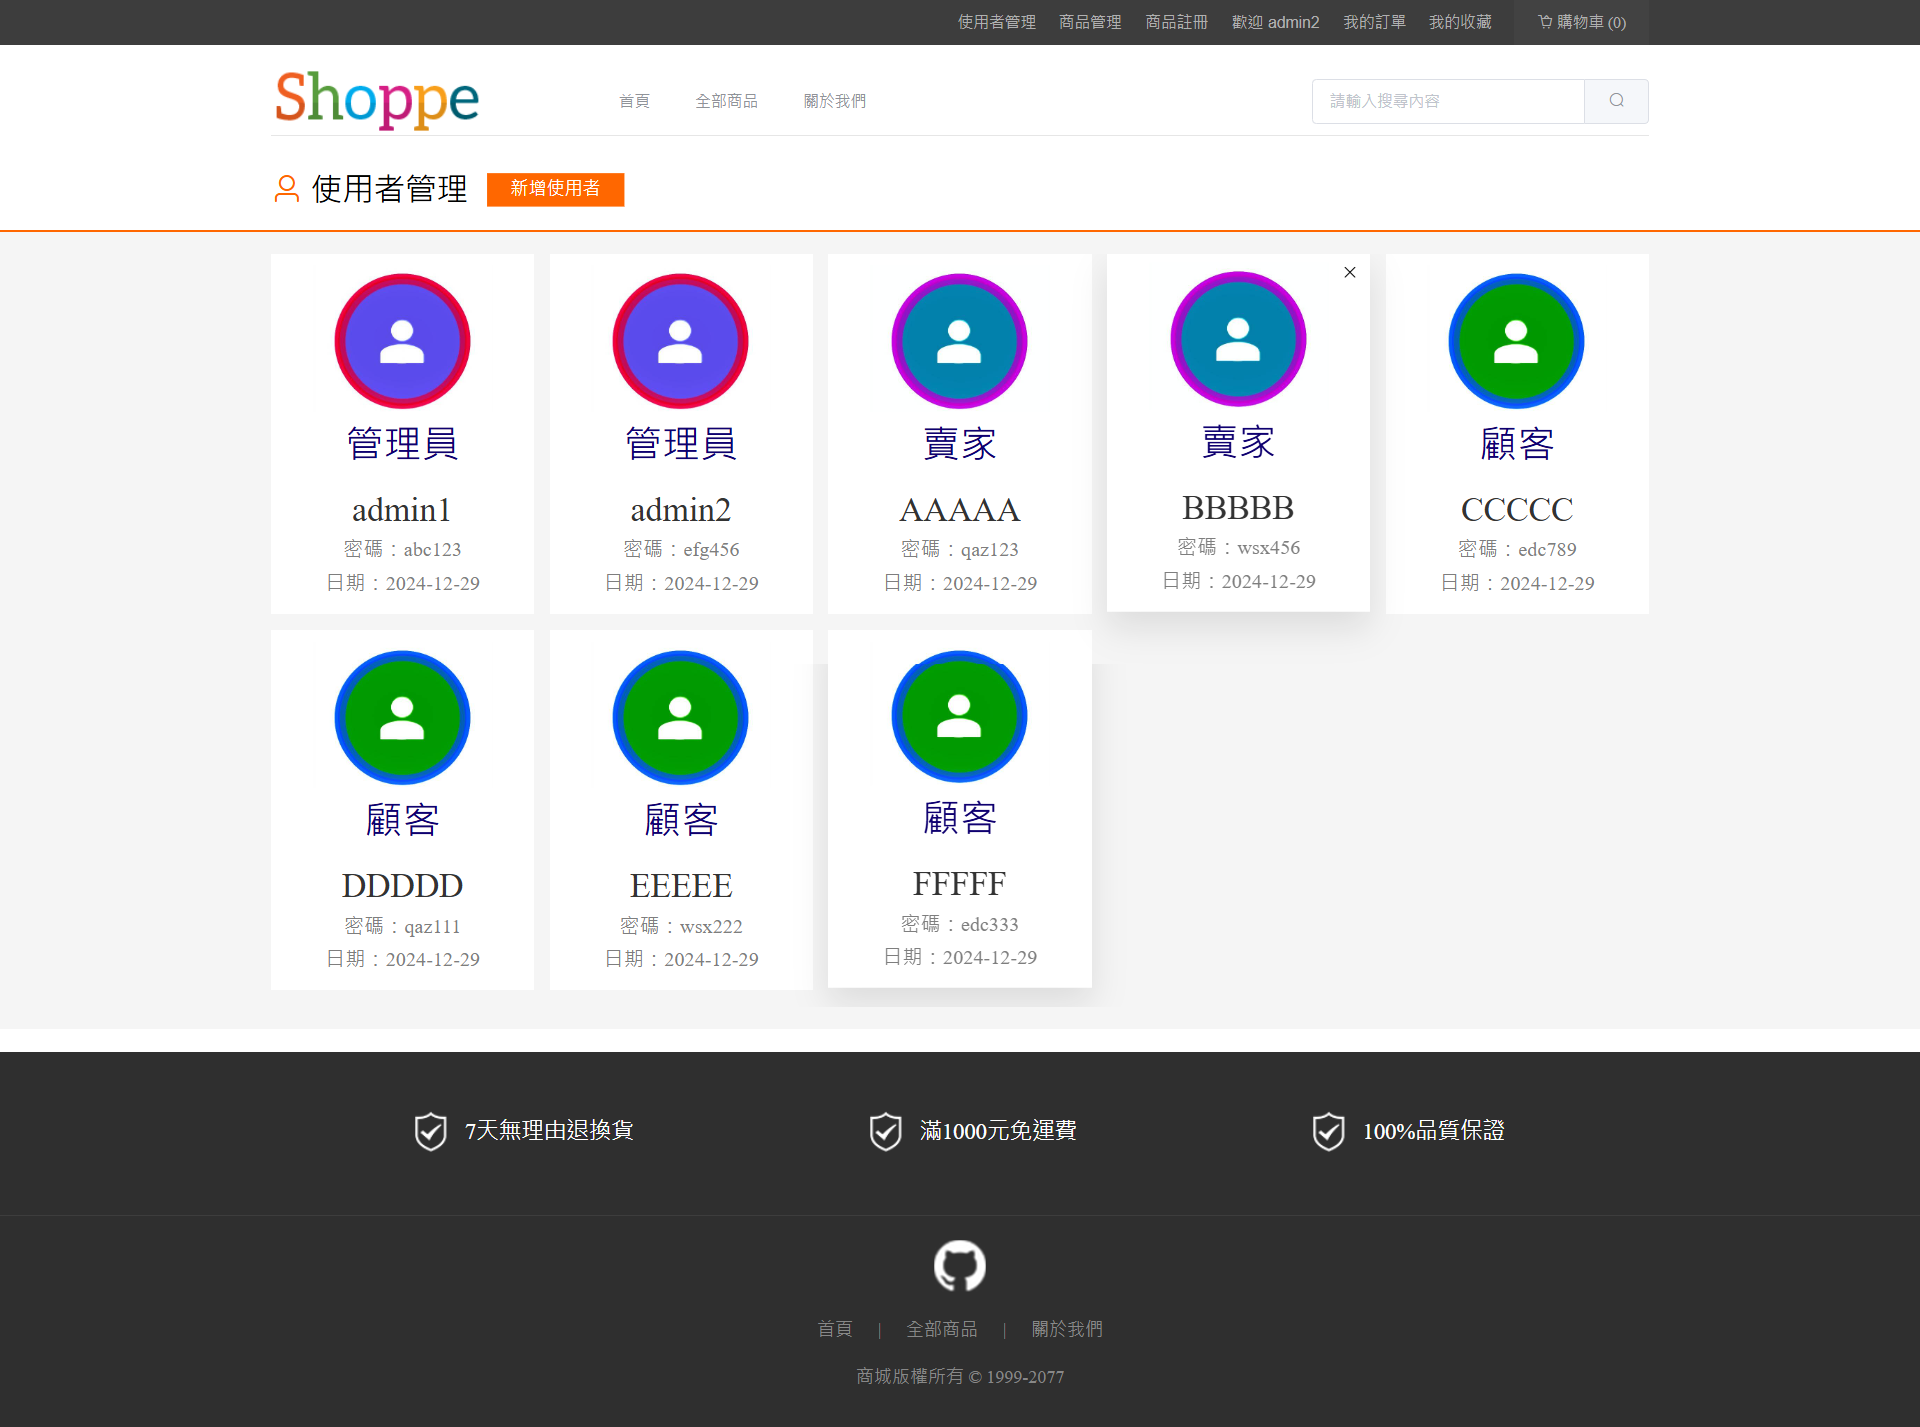 使用者管理 商品管理 商品註冊 歡迎 admin2 我的訂單 我的收藏 購物車 (0)
Shoppe 首頁 全部商品 關於我們 請輸入搜尋內容
使用者管理 新增使用者
管理員 管理員 賣家 賣家 顧客
admin1 admin2 AAAAA BBBBB CCCCC
密碼：abc123 密碼：efg456 密碼：qaz123 密碼：wsx456 密碼：edc789
日期：2024-12-29 日期：2024-12-29 日期：2024-12-29 日期：2024-12-29 日期：2024-12-29
顧客 顧客 顧客
DDDDD EEEEE FFFFF
密碼：qaz111 密碼：wsx222 密碼：edc333
日期：2024-12-29 日期：2024-12-29 日期：2024-12-29
7天無理由退換貨 滿1000元免運費 100%品質保證
首頁 | 全部商品 | 關於我們
商城版權所有 © 1999-2077